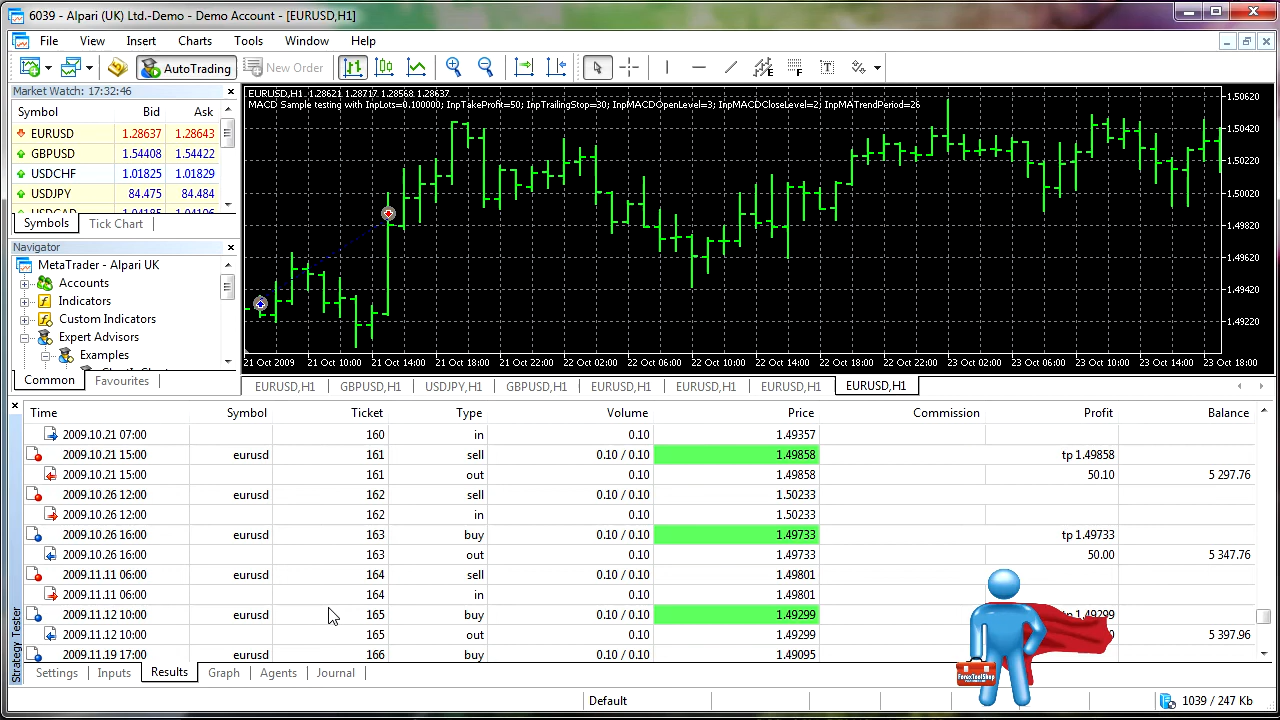 6039 - Alpari (UK) Ltd.-Demo - Demo Account - [EURUSD,H1]
File View Insert Charts Tools Window Help
AutoTrading New Order
Market Watch: 17:32:46
Symbol Bid Ask
EURUSD 1.28637 1.28643
GBPUSD 1.54408 1.54422
USDCHF 1.01825 1.01829
USDJPY 84.475 84.484
USDCAD 1.04185 1.04196
Symbols Tick Chart
Navigator
MetaTrader - Alpari UK
Accounts
Indicators
Custom Indicators
Expert Advisors
Examples
Common Favourites
EURUSD,H1 1.28621 1.28717 1.28568 1.28637
MACD Sample testing with InpLots=0.100000; InpTakeProfit=50; InpTrailingStop=30; InpMACDOpenLevel=3; InpMACDCloseLevel=2; InpMATrendPeriod=26
1.50620
1.50420
1.50220
1.50020
1.49820
1.49620
1.49420
1.49220
21 Oct 2009 21 Oct 10:00 21 Oct 14:00 21 Oct 18:00 21 Oct 22:00 22 Oct 02:00 22 Oct 06:00 22 Oct 10:00 22 Oct 14:00 22 Oct 18:00 22 Oct 22:00 23 Oct 02:00 23 Oct 06:00 23 Oct 10:00 23 Oct 14:00 23 Oct 18:00
EURUSD,H1 GBPUSD,H1 USDJPY,H1 GBPUSD,H1 EURUSD,H1 EURUSD,H1 EURUSD,H1 EURUSD,H1
Time Symbol Ticket Type Volume Price Commission Profit Balance
2009.10.21 07:00 160 in 0.10 1.49357
2009.10.21 15:00 eurusd 161 sell 0.10 / 0.10 1.49858 tp 1.49858
2009.10.21 15:00 161 out 0.10 1.49858 50.10 5 297.76
2009.10.26 12:00 eurusd 162 sell 0.10 / 0.10 1.50233
2009.10.26 12:00 162 in 0.10 1.50233
2009.10.26 16:00 eurusd 163 buy 0.10 / 0.10 1.49733 tp 1.49733
2009.10.26 16:00 163 out 0.10 1.49733 50.00 5 347.76
2009.11.11 06:00 eurusd 164 sell 0.10 / 0.10 1.49801
2009.11.11 06:00 164 in 0.10 1.49801
2009.11.12 10:00 eurusd 165 buy 0.10 / 0.10 1.49299 1.49299
2009.11.12 10:00 165 out 0.10 1.49299 5 397.96
2009.11.19 17:00 eurusd 166 buy 0.10 / 0.10 1.49095
Strategy Tester
Settings Inputs Results Graph Agents Journal
ForexToolShop
Default 1039 / 247 Kb